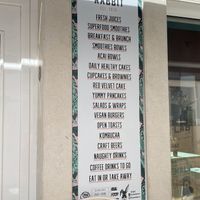 RABBIT
FRESH JUICES
SUPERFOOD SMOOTHIES
BREAKFAST & BRUNCH
SMOOTHIES BOWLS
ACAI BOWLS
DAILY HEALTHY CAKES
CUPCAKES & BROWNIES
RED VELVET CAKE
YUMMY PANCAKES
SALADS & WRAPS
VEGAN BURGERS
OPEN TOASTS
KOMBUCHA
CRAFT BEERS
NAUGHTY DRINKS
COFFEE DRINKS TO GO
EAT IN OR TAKE AWAY